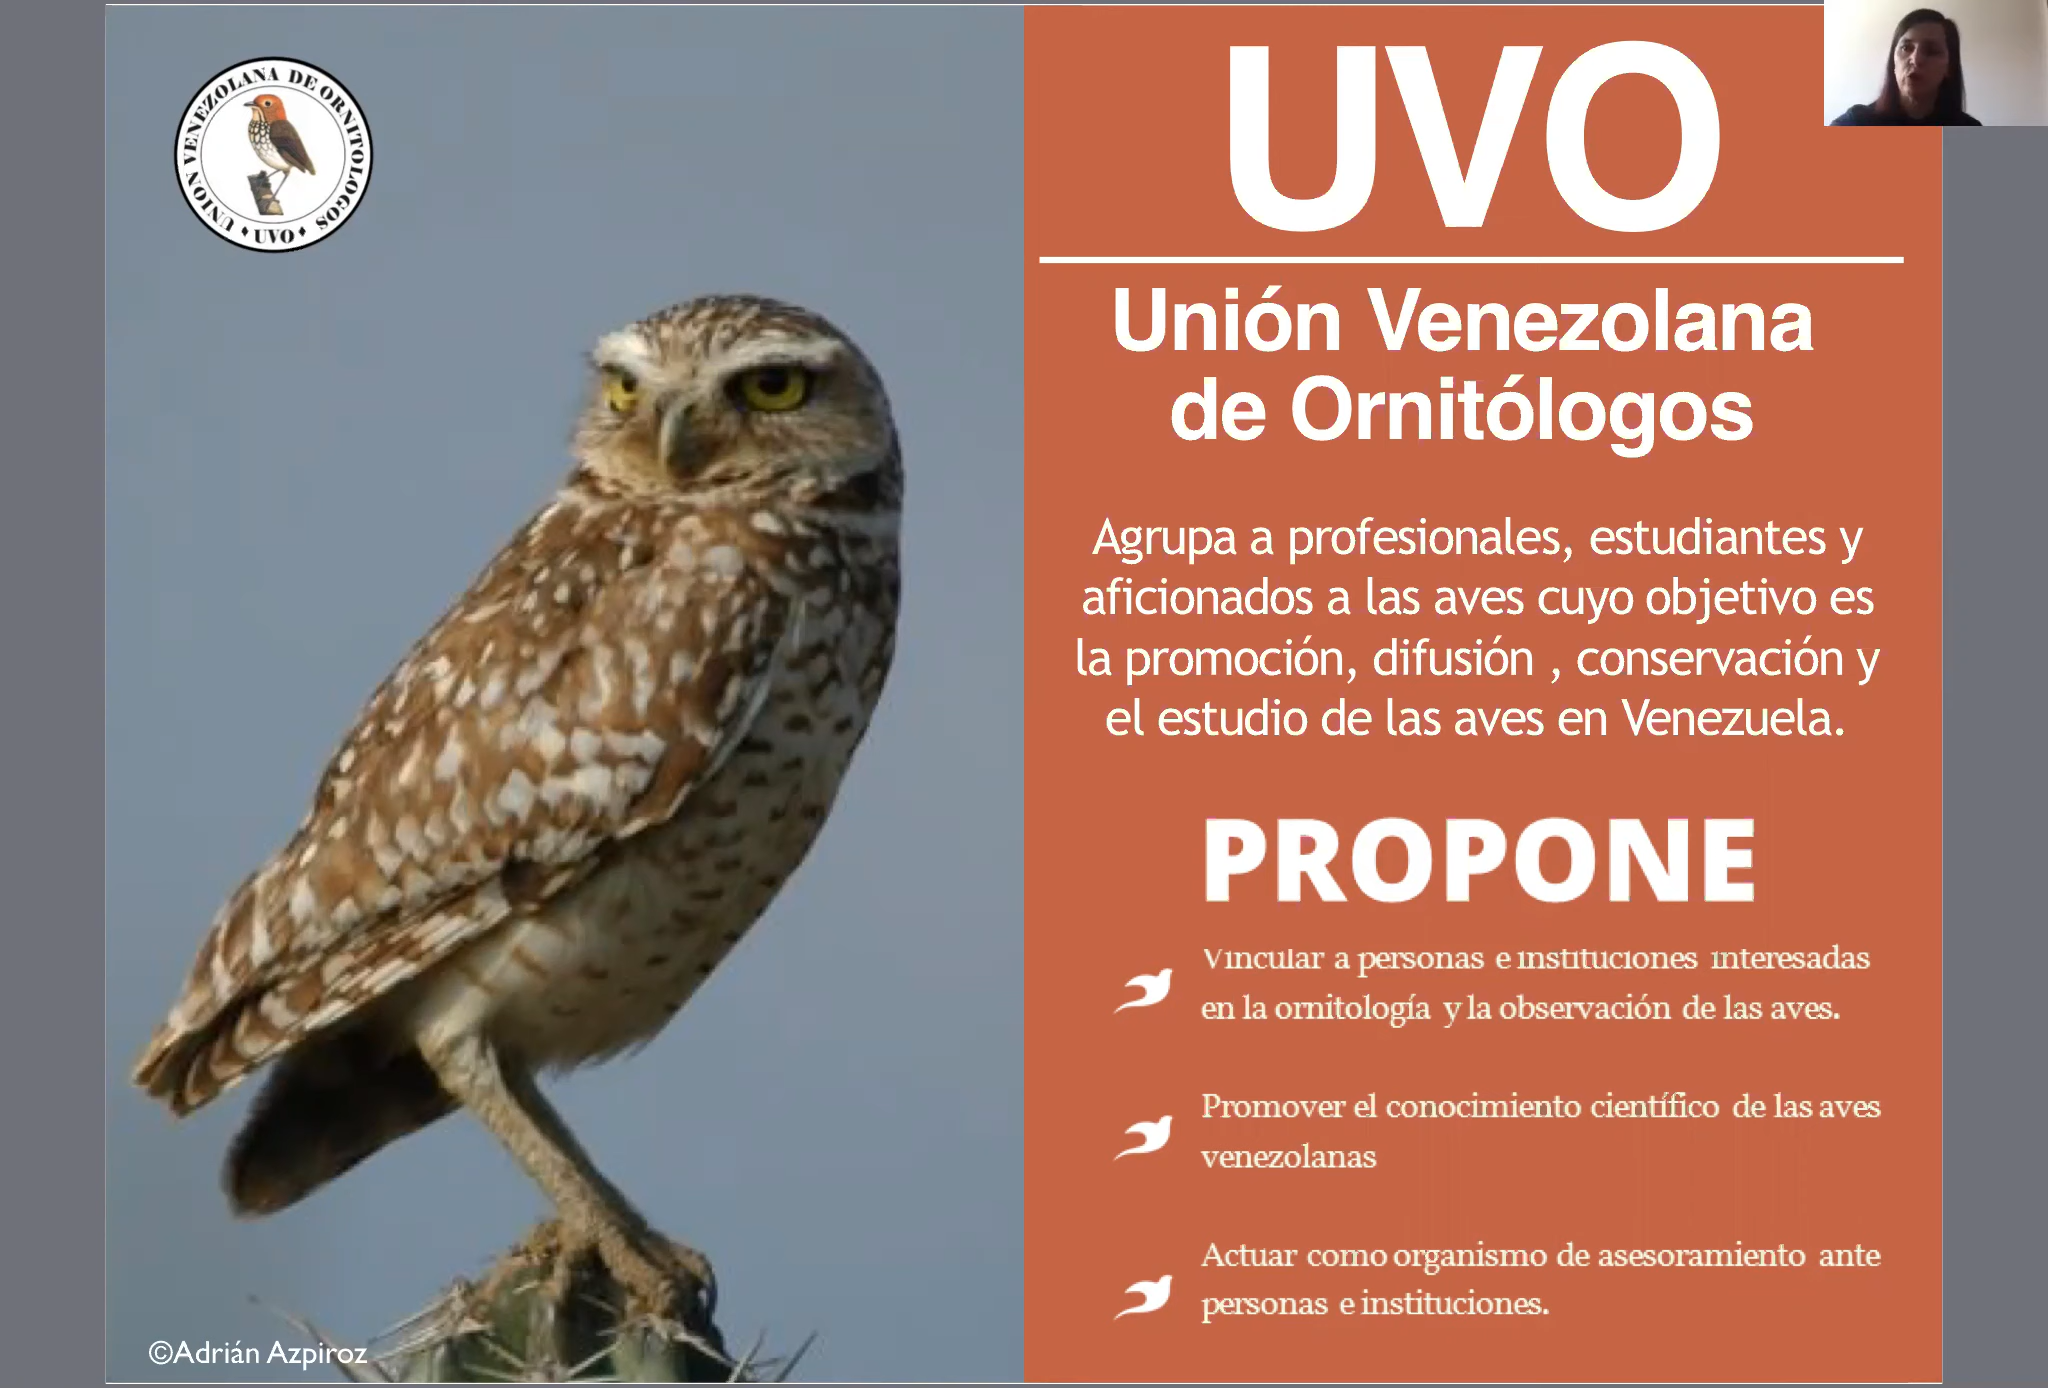 UNION VENEZOLANA DE ORNITOLOGOS
UVO
UVO
Unión Venezolana
de Ornitólogos
Agrupa a profesionales, estudiantes y
aficionados a las aves cuyo objetivo es
la promoción, difusión , conservación y
el estudio de las aves en Venezuela.
PROPONE
Vincular a personas e instituciones interesadas
en la ornitología y la observación de las aves.
Promover el conocimiento científico de las aves
venezolanas
Actuar como organismo de asesoramiento ante
personas e instituciones.
©Adrián Azpiroz